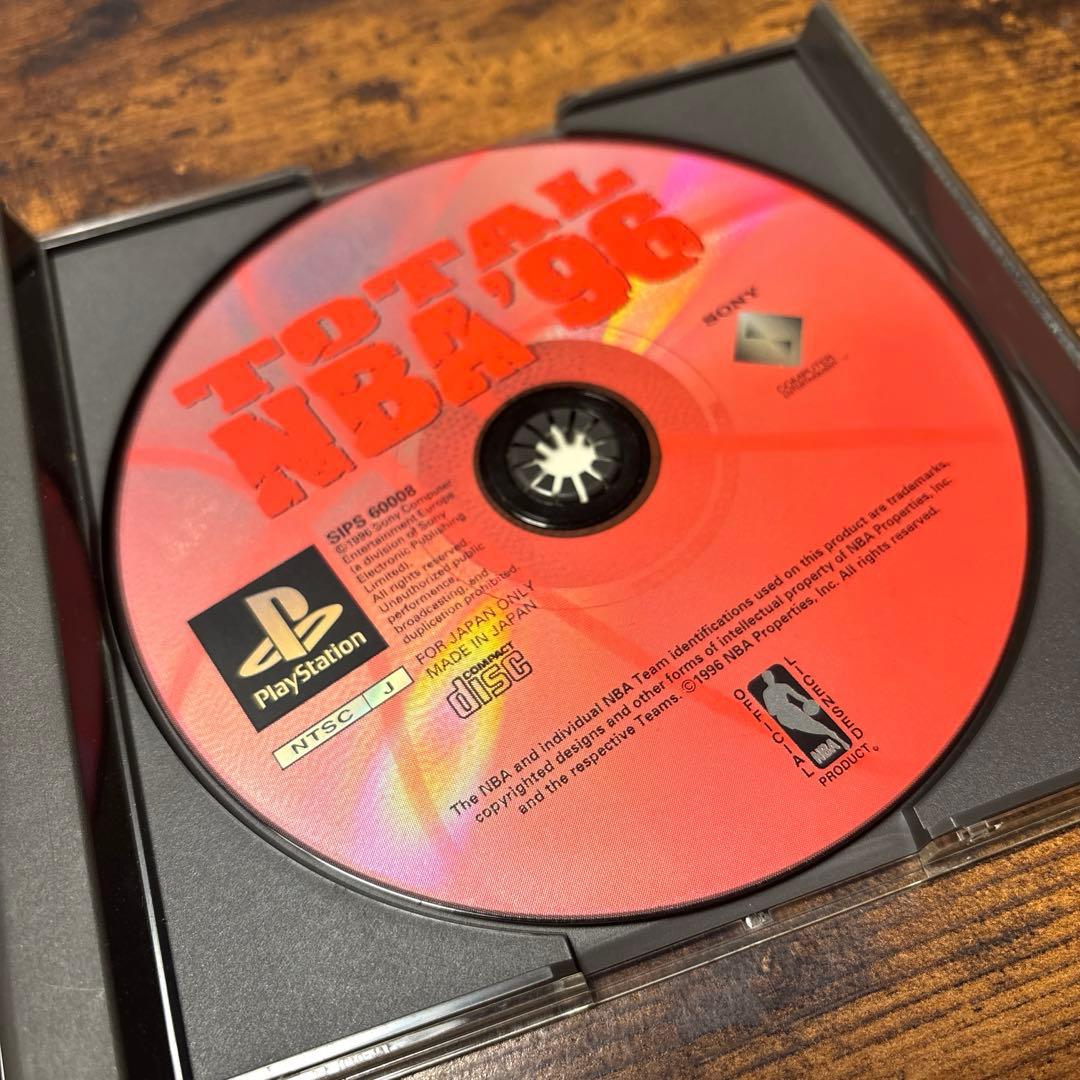 TOTAL
NBA '96
SONY
COMPUTER
ENTERTAINMENT
SIPS 60008
©1996 Sony Computer
Entertainment Europe
(a division of Sony
Electronic Publishing
Limited).
All rights reserved.
Unauthorized public
performance,
broadcasting, and
duplication prohibited.
FOR JAPAN ONLY
MADE IN JAPAN
PlayStation
NTSC J
COMPACT
disc
The NBA and individual NBA Team identifications used on this product are trademarks,
copyrighted designs and other forms of intellectual property of NBA Properties, Inc.
and the respective Teams. ©1996 NBA Properties, Inc. All rights reserved.
OFFICIAL LICENSED
NBA
PRODUCT